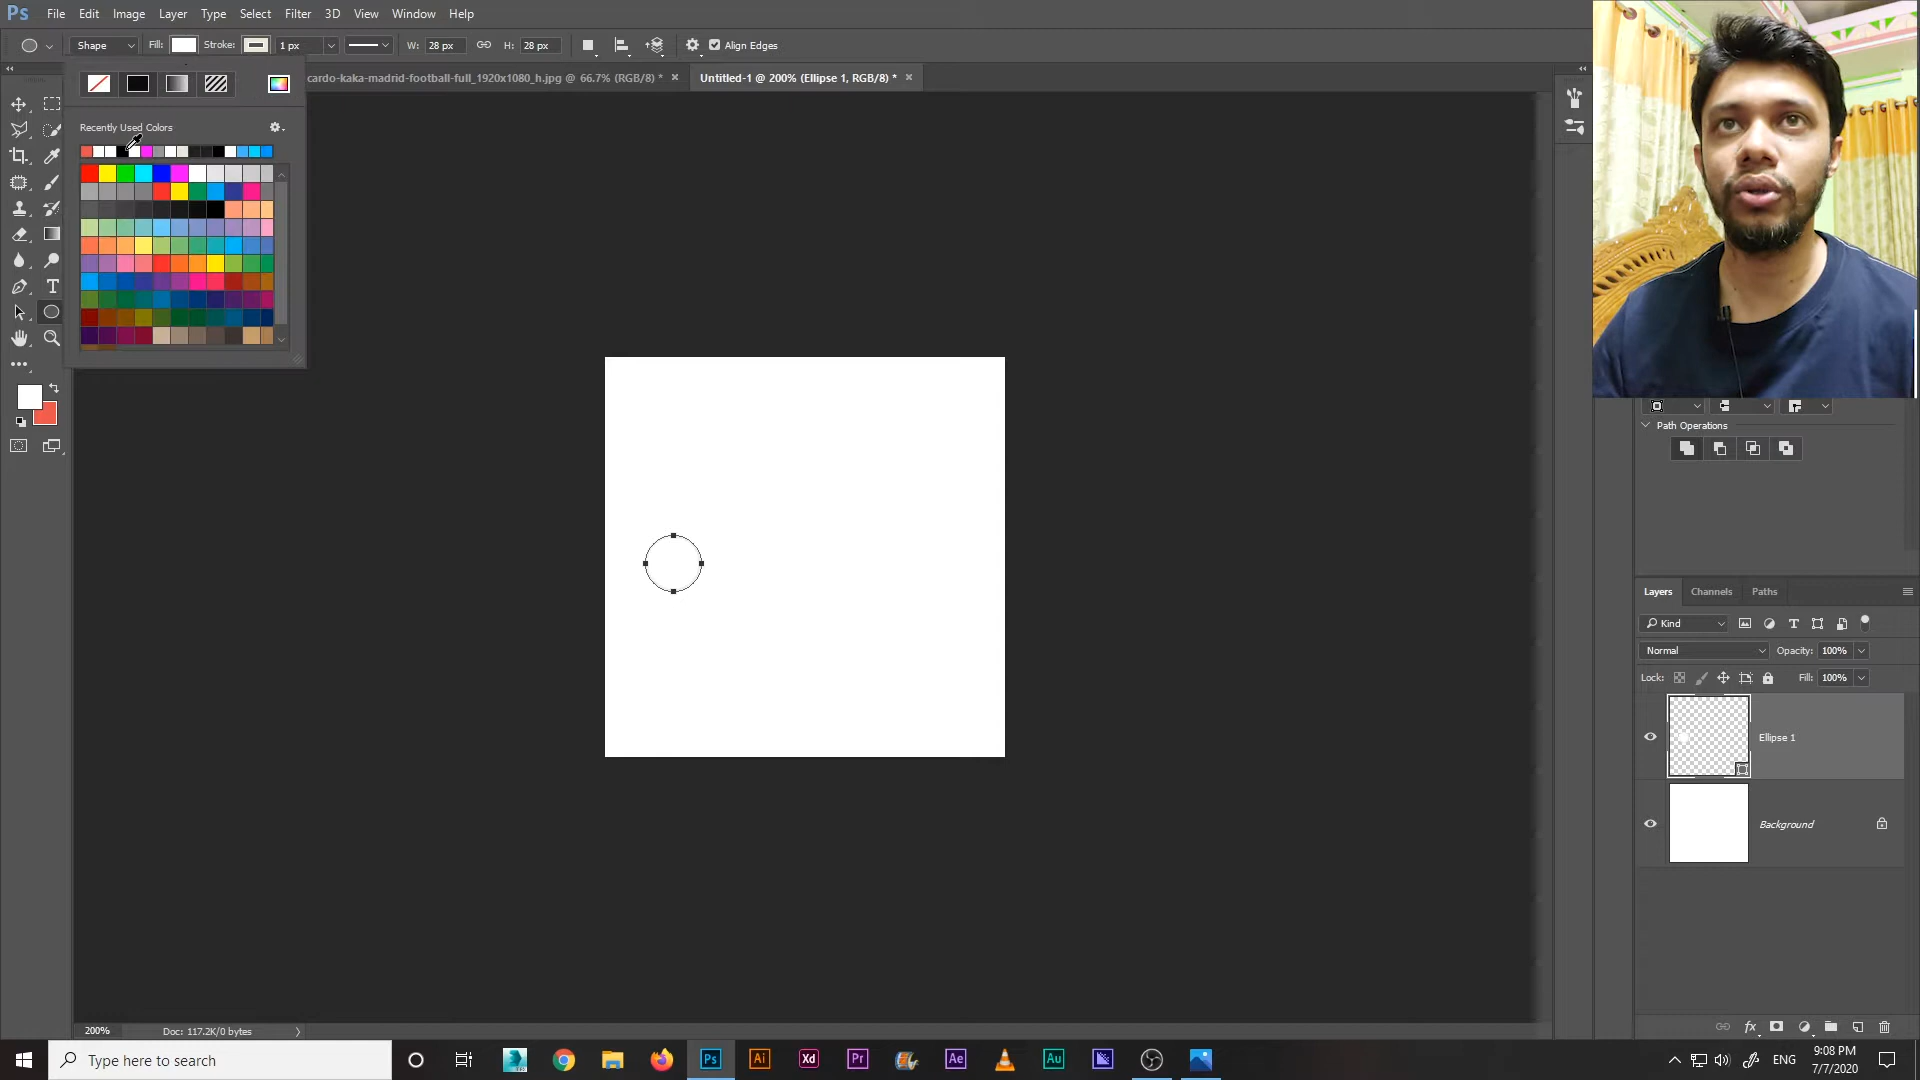 Ps File Edit Image Layer Type Select Filter 3D View Window Help
Shape Fill: Stroke: 1 px W: 28 px H: 28 px Align Edges
cardo-kaka-madrid-football-full_1920x1080_h.jpg @ 66.7% (RGB/8) * × Untitled-1 @ 200% (Ellipse 1, RGB/8) * ×
Recently Used Colors
T
Path Operations
Layers Channels Paths
Kind T
Normal Opacity: 100%
Lock: Fill: 100%
Ellipse 1
Background
fx
200% Doc: 117.2K/0 bytes
Type here to search
Ps Ai Xd Pr Ae Au
ENG
9:08 PM
7/7/2020